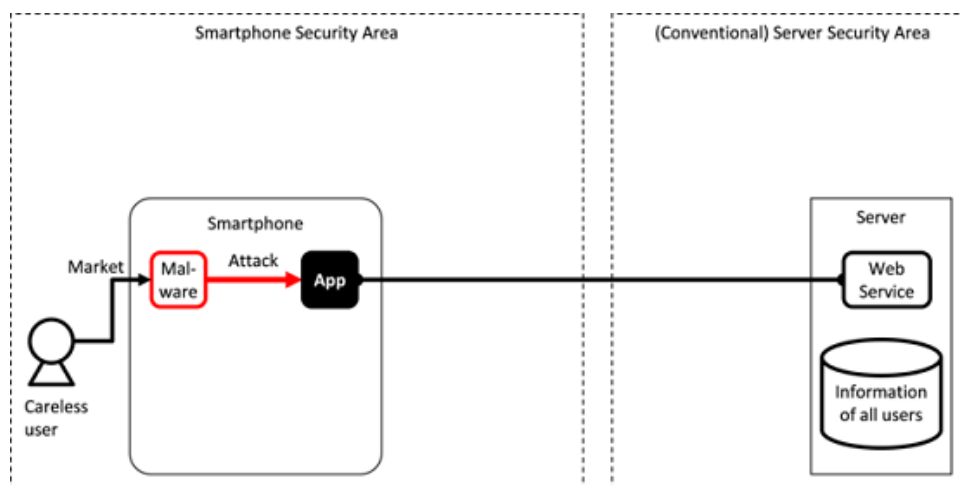 Smartphone Security Area
(Conventional) Server Security Area
Smartphone
Server
Market
Mal-
ware
Attack
App
Web
Service
Careless
user
Information
of all users